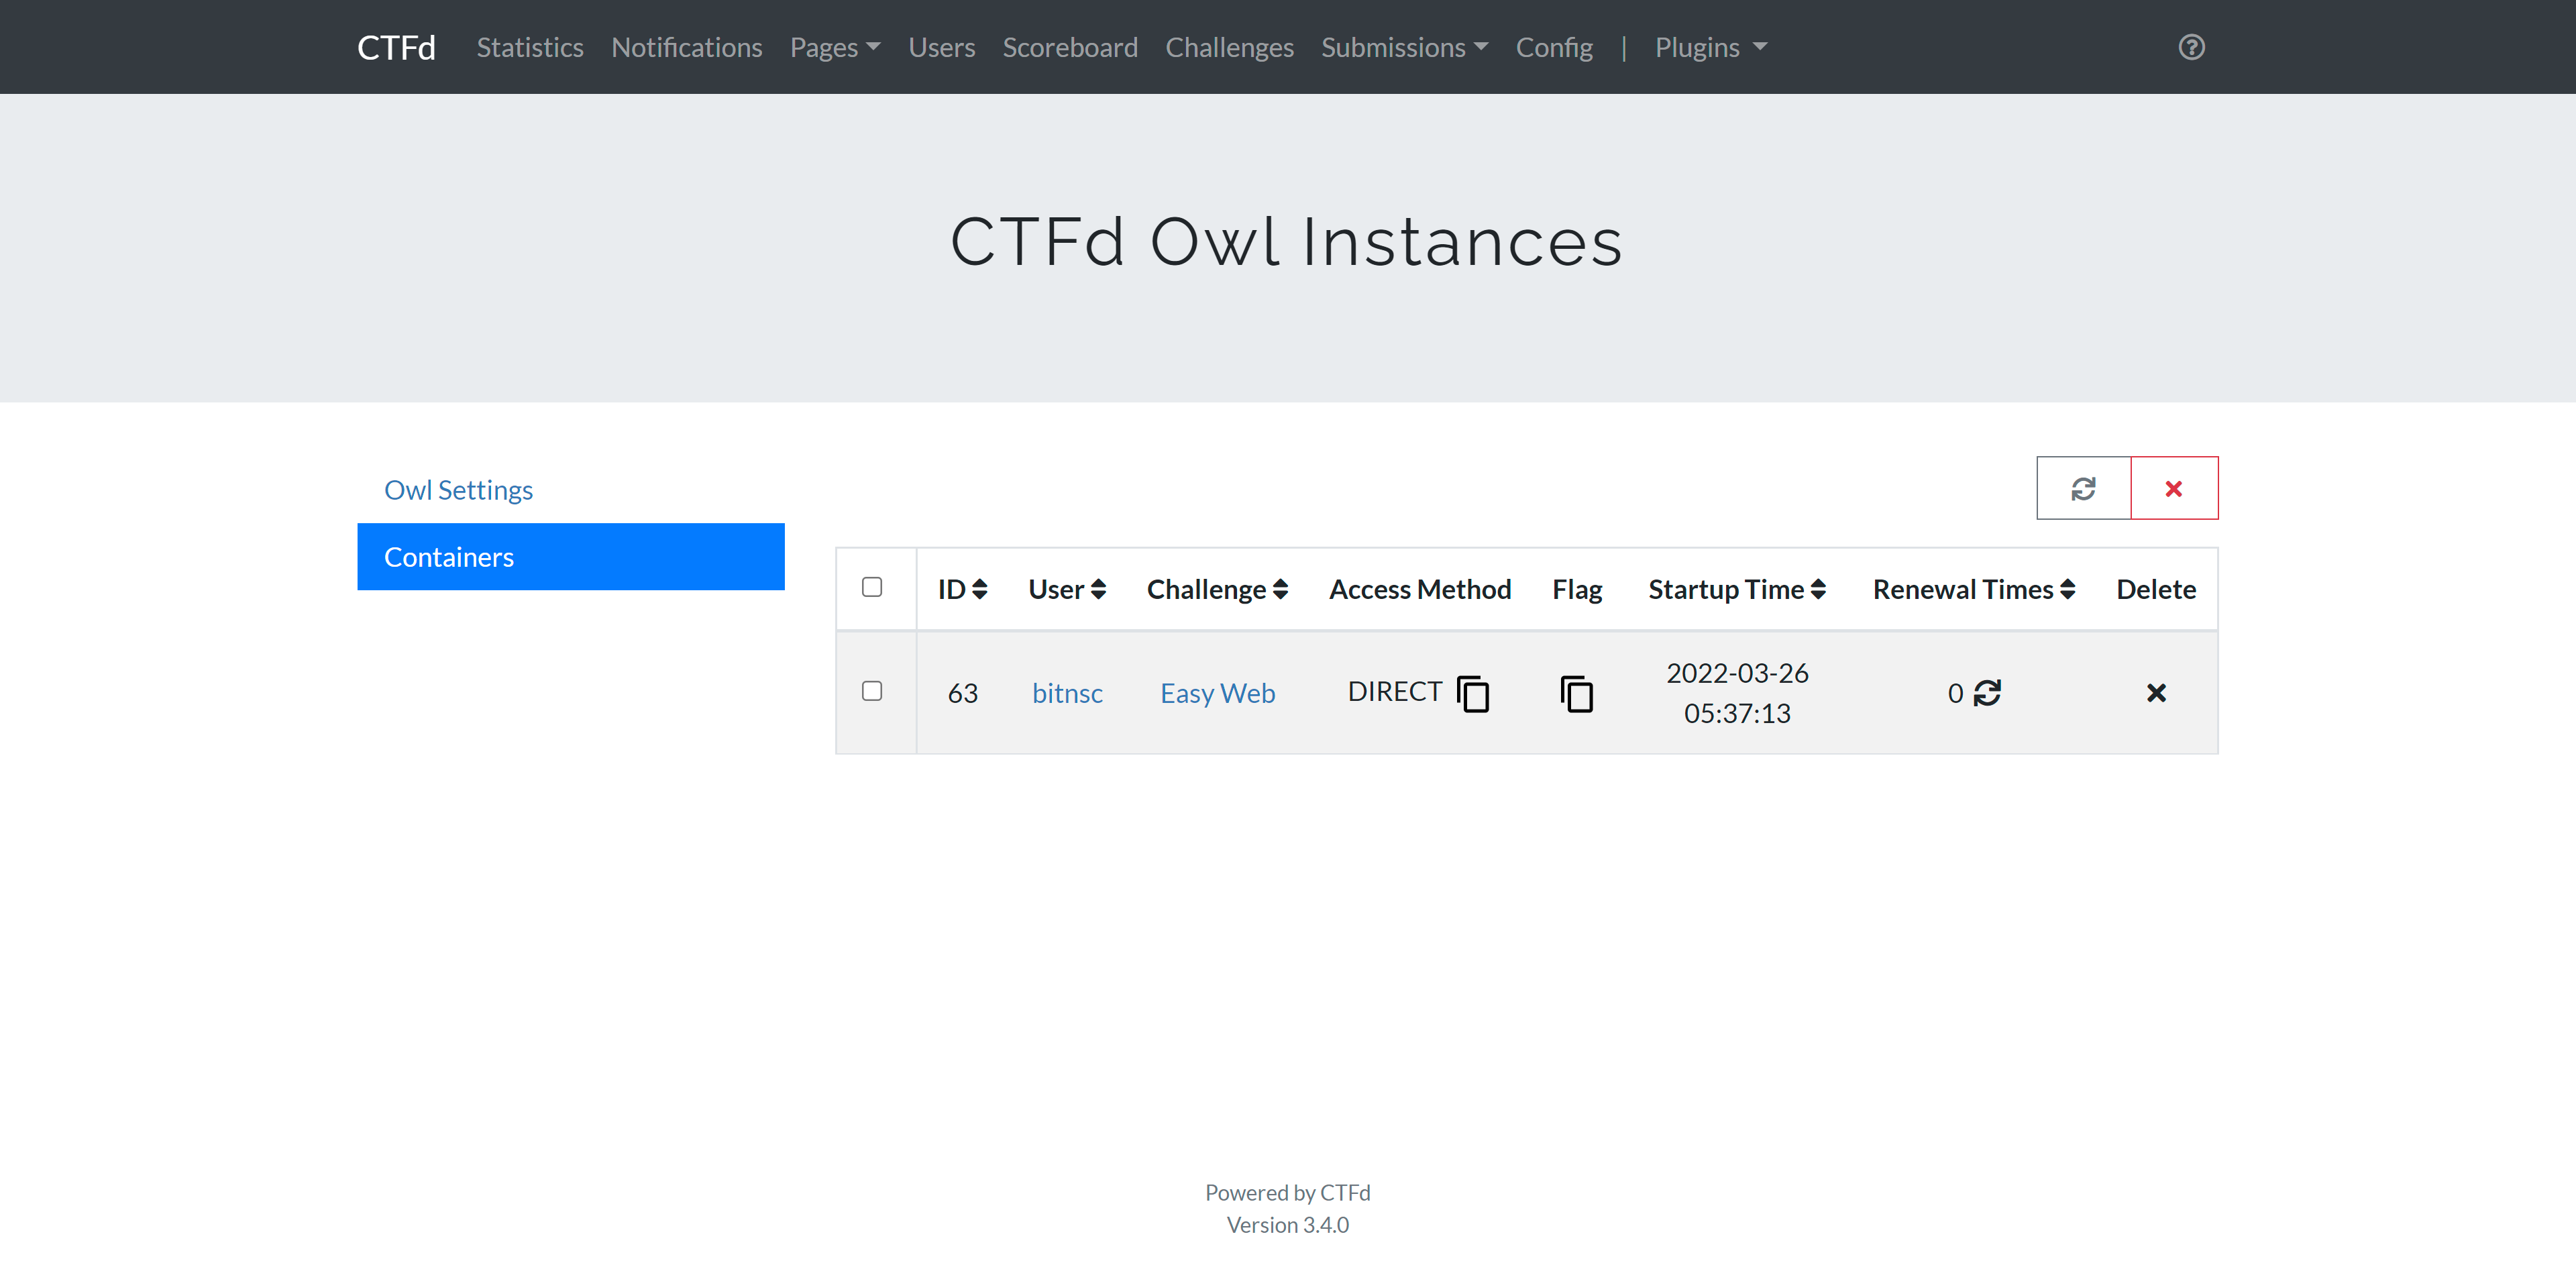 CTFd Statistics Notifications Pages Users Scoreboard Challenges Submissions Config | Plugins
CTFd Owl Instances
Owl Settings
Containers
ID User Challenge Access Method Flag Startup Time Renewal Times Delete
63 bitnsc Easy Web DIRECT 2022-03-26 05:37:13 0
Powered by CTFd
Version 3.4.0